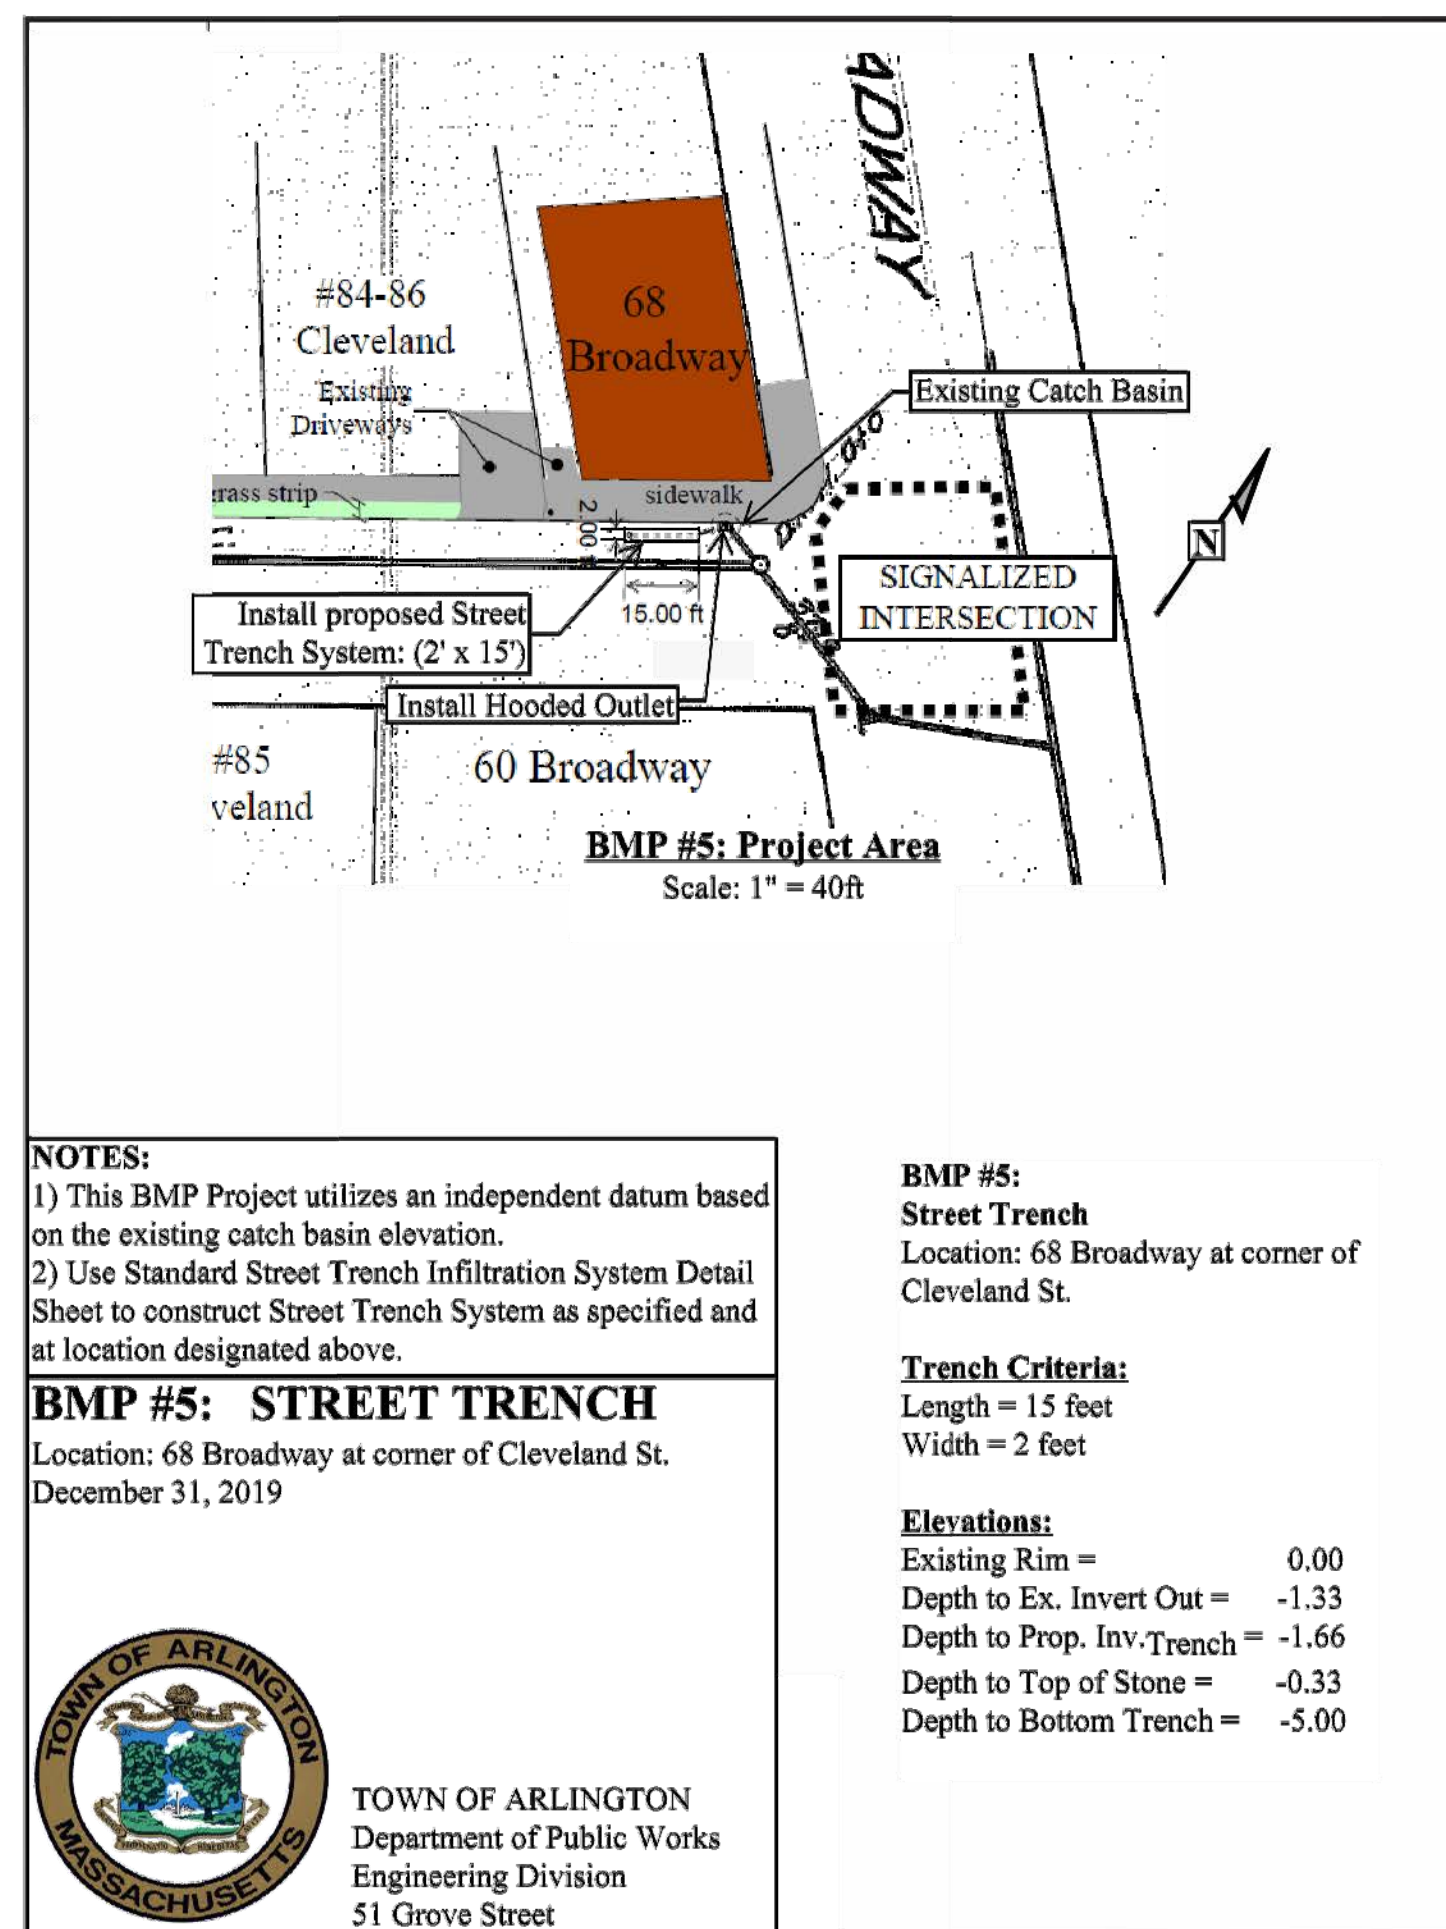 ADWAY
#84-86
Cleveland
68
Broadway
Existing
Driveways
Existing Catch Basin
grass strip
sidewalk
2.00 ft
N
SIGNALIZED
INTERSECTION
15.00 ft
Install proposed Street
Trench System: (2' x 15')
Install Hooded Outlet
#85
veland
60 Broadway
BMP #5: Project Area
Scale: 1" = 40ft
NOTES:
1) This BMP Project utilizes an independent datum based
on the existing catch basin elevation.
2) Use Standard Street Trench Infiltration System Detail
Sheet to construct Street Trench System as specified and
at location designated above.
BMP #5: STREET TRENCH
Location: 68 Broadway at corner of Cleveland St.
December 31, 2019
TOWN OF ARLINGTON
MASSACHUSETTS
TOWN OF ARLINGTON
Department of Public Works
Engineering Division
51 Grove Street
BMP #5:
Street Trench
Location: 68 Broadway at corner of
Cleveland St.
Trench Criteria:
Length = 15 feet
Width = 2 feet
Elevations:
Existing Rim = 0.00
Depth to Ex. Invert Out = -1.33
Depth to Prop. Inv.Trench = -1.66
Depth to Top of Stone = -0.33
Depth to Bottom Trench = -5.00